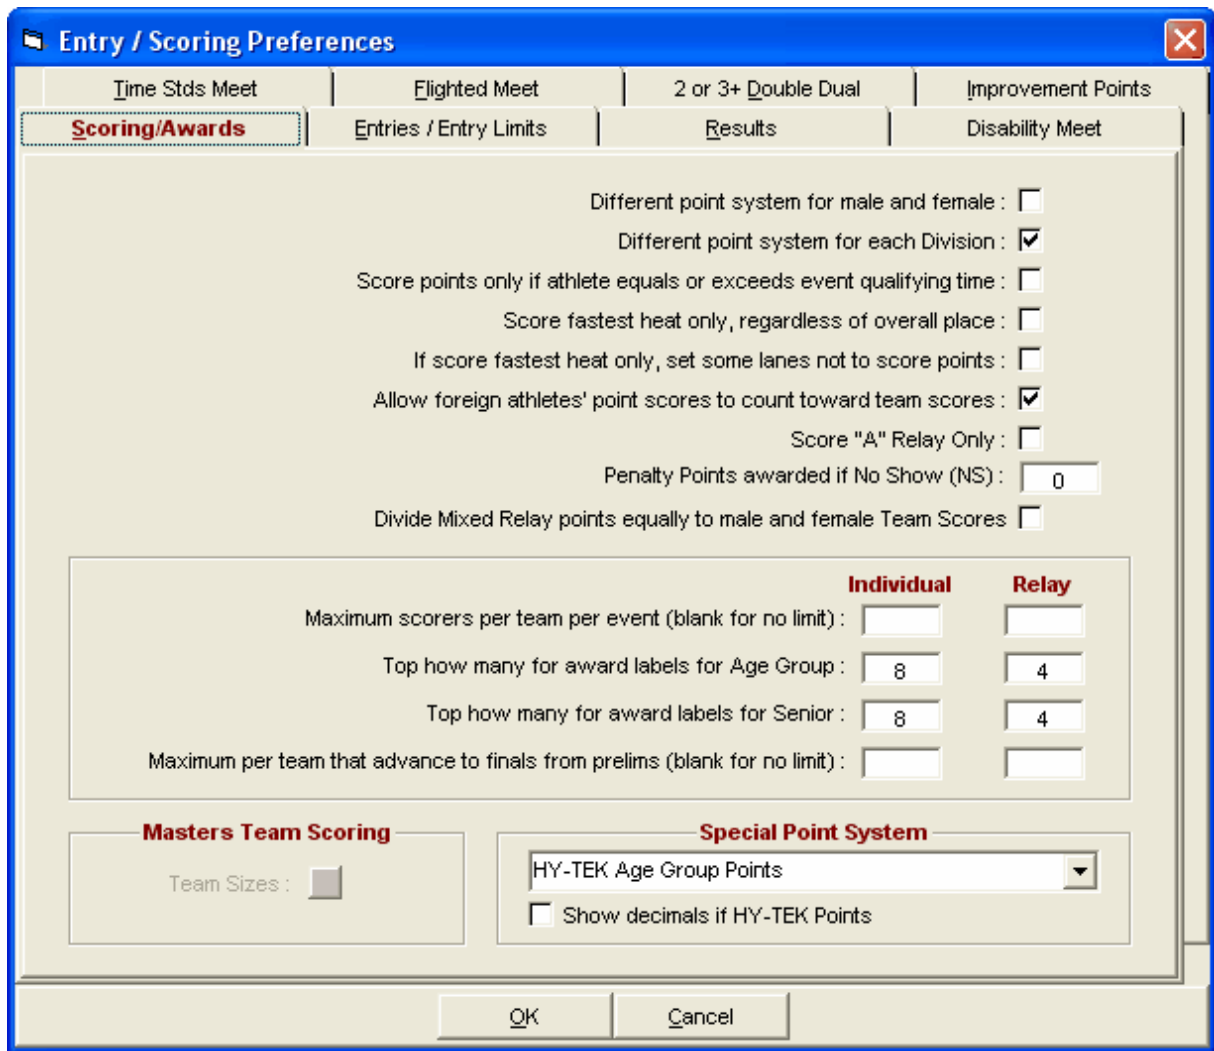 Entry / Scoring Preferences
Time Stds Meet Flighted Meet 2 or 3+ Double Dual Improvement Points
Scoring/Awards Entries / Entry Limits Results Disability Meet
Different point system for male and female :
Different point system for each Division :
Score points only if athlete equals or exceeds event qualifying time :
Score fastest heat only, regardless of overall place :
If score fastest heat only, set some lanes not to score points :
Allow foreign athletes' point scores to count toward team scores :
Score "A" Relay Only :
Penalty Points awarded if No Show (NS) : 0
Divide Mixed Relay points equally to male and female Team Scores
Individual Relay
Maximum scorers per team per event (blank for no limit) :
Top how many for award labels for Age Group : 8 4
Top how many for award labels for Senior : 8 4
Maximum per team that advance to finals from prelims (blank for no limit) :
Masters Team Scoring
Team Sizes :
Special Point System
HY-TEK Age Group Points
Show decimals if HY-TEK Points
OK Cancel